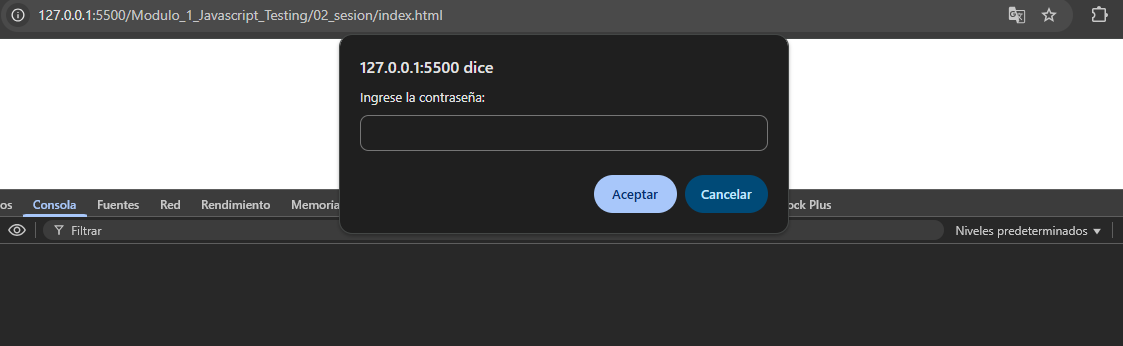 127.0.0.1:5500/Modulo_1_Javascript_Testing/02_sesion/index.html
127.0.0.1:5500 dice
Ingrese la contraseña:
Aceptar Cancelar
os Consola Fuentes Red Rendimiento Memoria ock Plus
Filtrar Niveles predeterminados